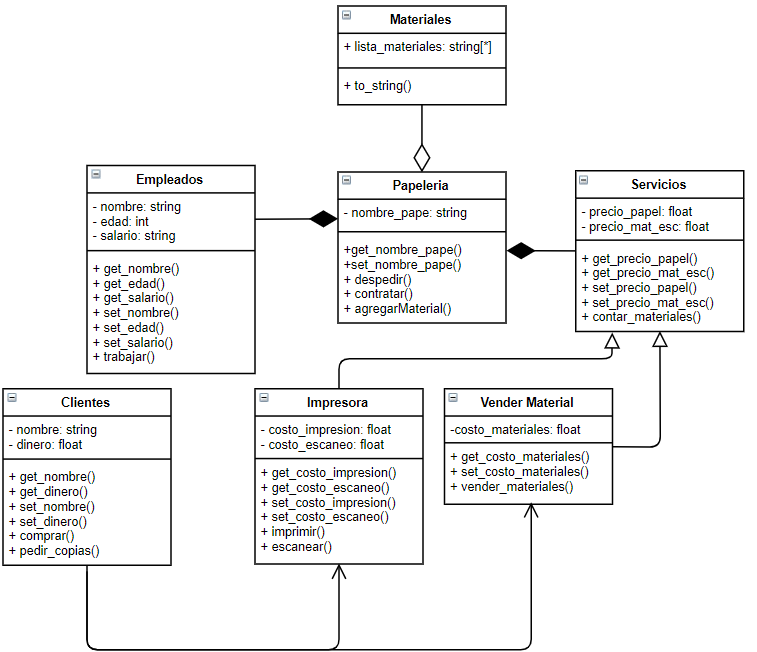 Materiales
+ lista_materiales: string[*]
+ to_string()
Empleados
- nombre: string
- edad: int
- salario: string
+ get_nombre()
+ get_edad()
+ get_salario()
+ set_nombre()
+ set_edad()
+ set_salario()
+ trabajar()
Papeleria
- nombre_pape: string
+get_nombre_pape()
+set_nombre_pape()
+ despedir()
+ contratar()
+ agregarMaterial()
Servicios
- precio_papel: float
- precio_mat_esc: float
+ get_precio_papel()
+ get_precio_mat_esc()
+ set_precio_papel()
+ set_precio_mat_esc()
+ contar_materiales()
Clientes
- nombre: string
- dinero: float
+ get_nombre()
+ get_dinero()
+ set_nombre()
+ set_dinero()
+ comprar()
+ pedir_copias()
Impresora
- costo_impresion: float
- costo_escaneo: float
+ get_costo_impresion()
+ get_costo_escaneo()
+ set_costo_impresion()
+ set_costo_escaneo()
+ imprimir()
+ escanear()
Vender Material
-costo_materiales: float
+ get_costo_materiales()
+ set_costo_materiales()
+ vender_materiales()